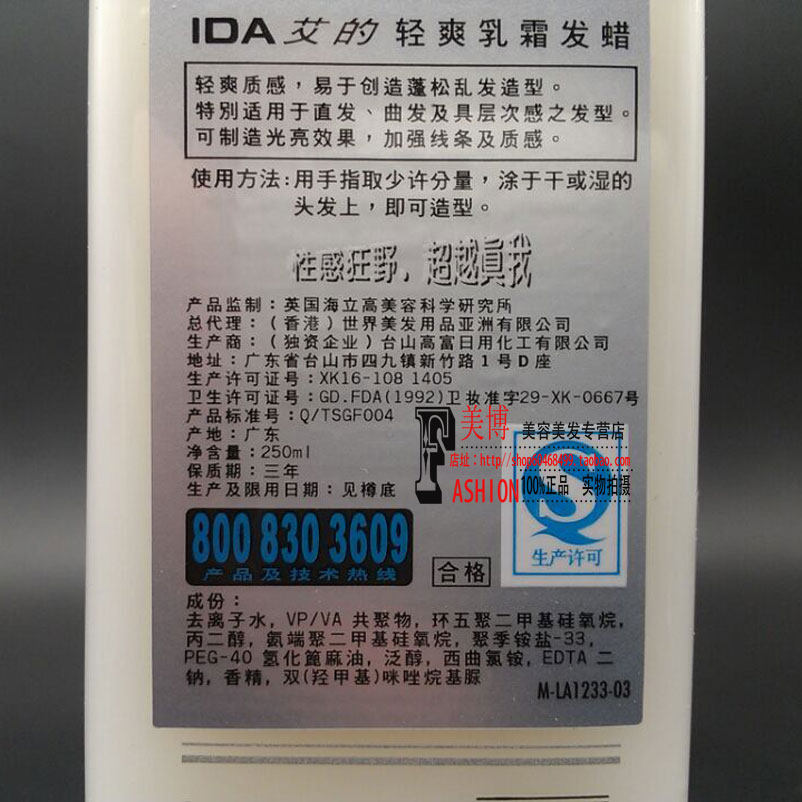 IDA 艾的 轻爽乳霜发蜡
轻爽质感，易于创造蓬松乱发造型。
特别适用于直发、曲发及具层次感之发型。
可制造光亮效果，加强线条及质感。
使用方法:用手指取少许分量，涂于干或湿的
头发上，即可造型。
性感狂野、超越真我
产品监制：英国海立高美容科学研究所
总代理：（香港）世界美发用品亚洲有限公司
生产商：（独资企业）台山高富日用化工有限公司
地址：广东省台山市四九镇新竹路1号D座
生产许可证号：XK16-108 1405
卫生许可证号：GD.FDA(1992)卫妆准字29-XK-0667号
产品标准号：Q/TSGF004
产地：广东
净含量：250ml
保质期：三年
生产及限用日期：见樽底
F 美博 美容美发专营店
店址：http://shop
.taobao.com
ASHION 100%正品 实物拍摄
QS
生产许可
800 830 3609
产品及技术热线
合格
成份：
去离子水, VP/VA 共聚物, 环五聚二甲基硅氧烷,
丙二醇, 氨端聚二甲基硅氧烷, 聚季铵盐-33,
PEG-40 氢化篦麻油, 泛醇, 西曲氯铵, EDTA 二
钠, 香精, 双(羟甲基)咪唑烷基脲
M-LA1233-03